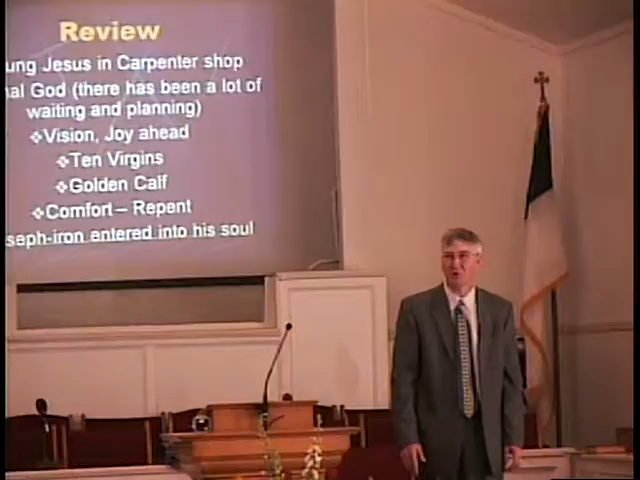 Review
ung Jesus in Carpenter shop
al God (there has been a lot of
waiting and planning)
❖Vision, Joy ahead
❖Ten Virgins
❖Golden Calf
❖Comfort – Repent
seph-iron entered into his soul